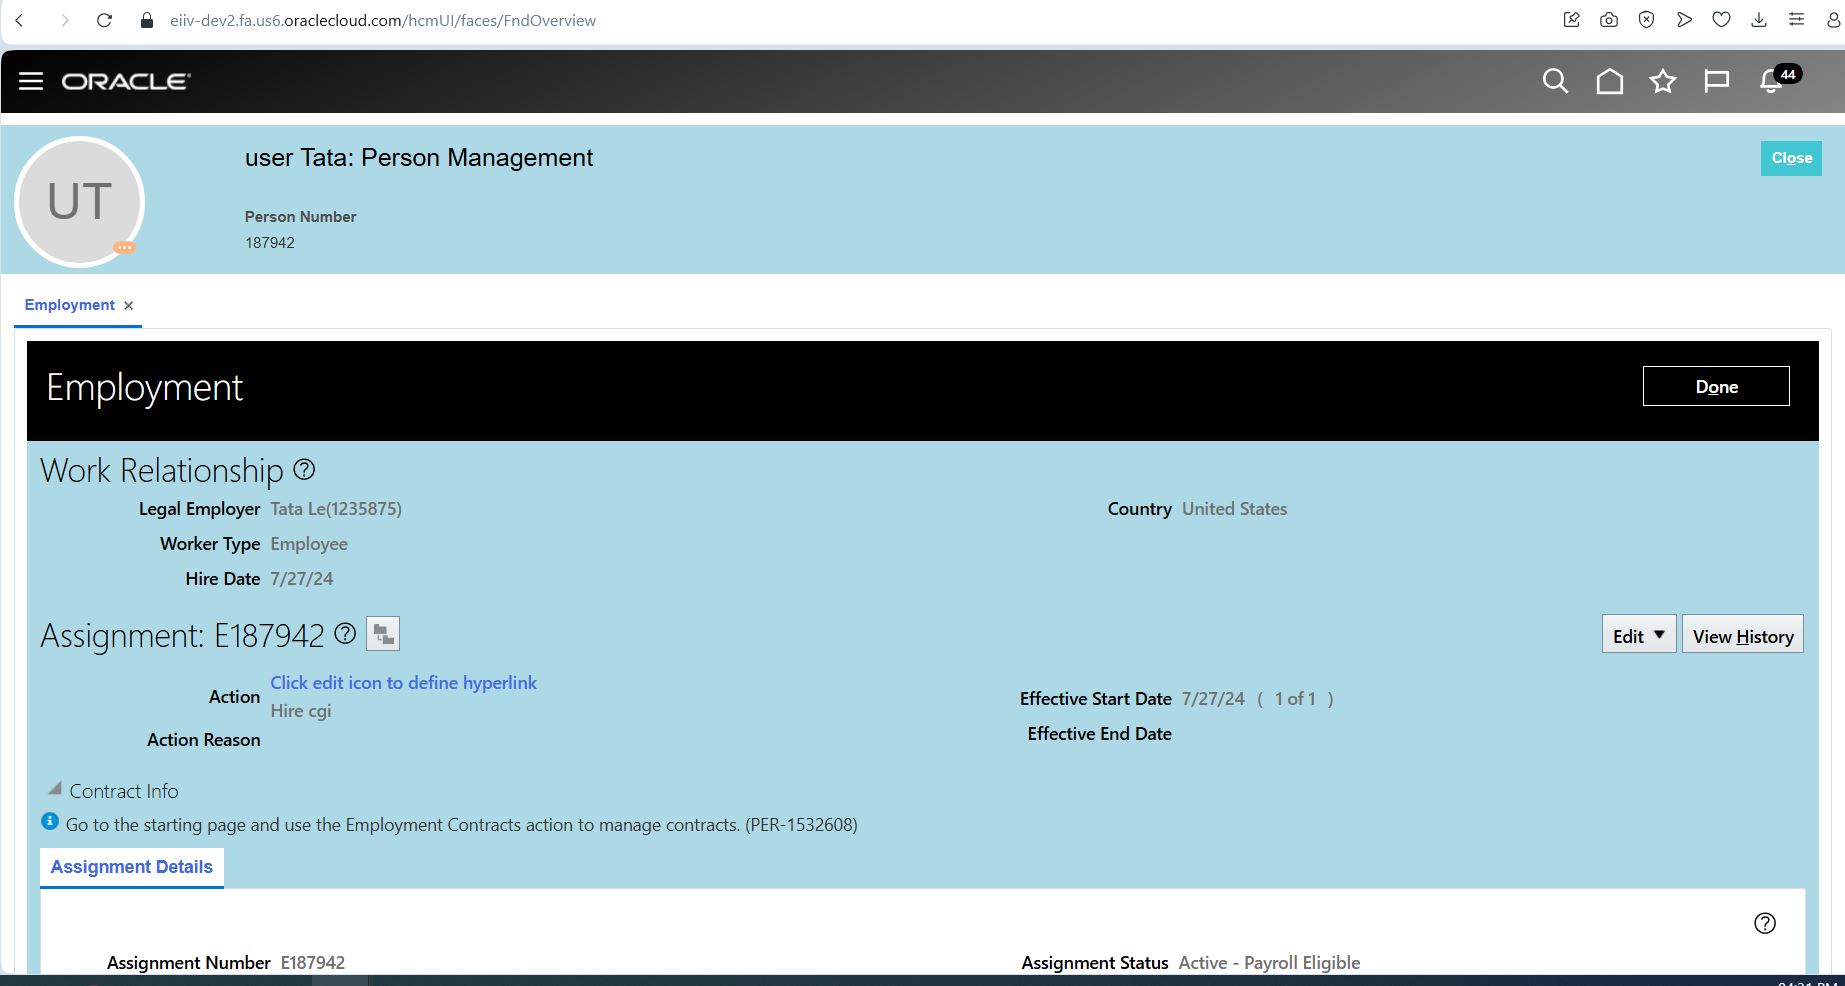 eiiv-dev2.fa.us6.oraclecloud.com/hcmUI/faces/FndOverview
ORACLE
44
UT
user Tata: Person Management
Close
Person Number
187942
Employment
Employment
Done
Work Relationship
Legal Employer Tata Le(1235875)
Country United States
Worker Type Employee
Hire Date 7/27/24
Assignment: E187942
Edit
View History
Action Click edit icon to define hyperlink
Hire cgi
Effective Start Date 7/27/24 ( 1 of 1 )
Action Reason
Effective End Date
Contract Info
Go to the starting page and use the Employment Contracts action to manage contracts. (PER-1532608)
Assignment Details
Assignment Number E187942
Assignment Status Active - Payroll Eligible